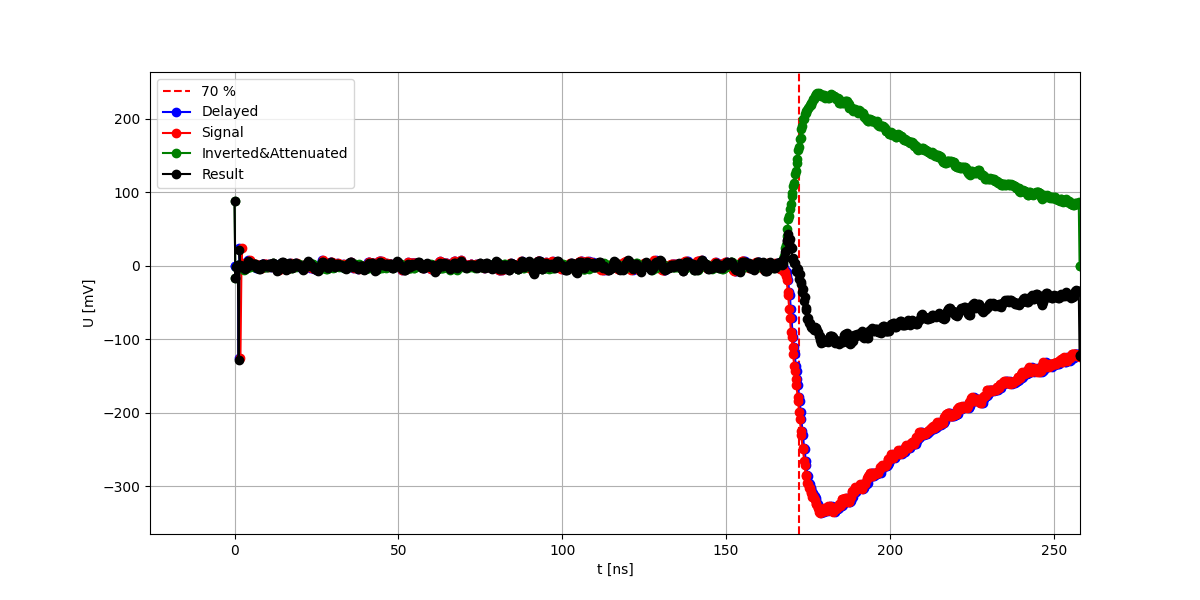 70 %
Delayed
Signal
Inverted&Attenuated
Result
200
100
0
−100
−200
−300
U [mV]
0
50
100
150
200
250
t [ns]